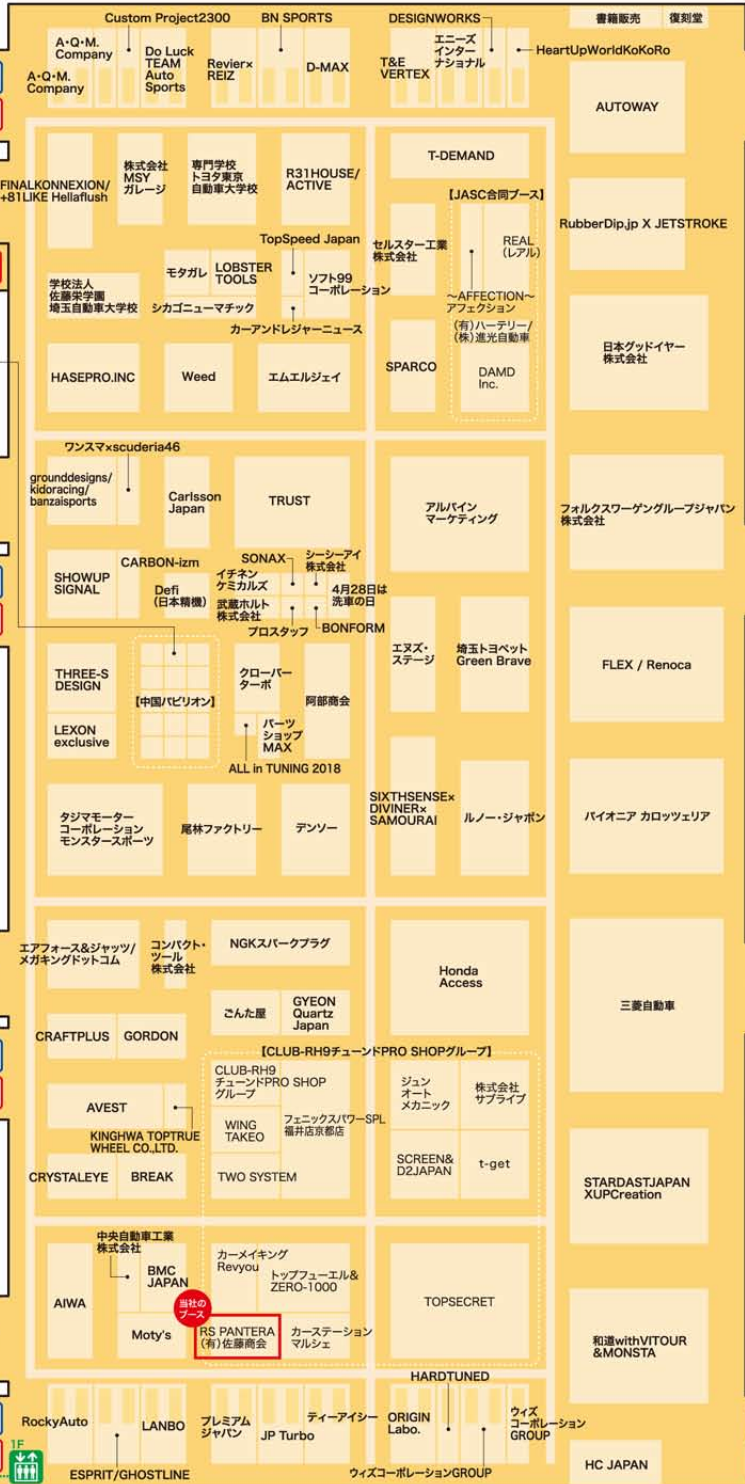 Custom Project2300
BN SPORTS
DESIGNWORKS
書籍販売
復刻堂
A・Q・M.
Company
A・Q・M.
Company
Do Luck
TEAM
Auto
Sports
Revier×
REIZ
D-MAX
T&E
VERTEX
エニーズ
インター
ナショナル
HeartUpWorldKoKoRo
AUTOWAY
FINALKONNEXION/
+81LIKE Hellaflush
株式会社
MSY
ガレージ
専門学校
トヨタ東京
自動車大学校
R31HOUSE/
ACTIVE
T-DEMAND
【JASC合同ブース】
セルスター工業
株式会社
REAL
(レアル)
RubberDip.jp X JETSTROKE
TopSpeed Japan
モタガレ
LOBSTER
TOOLS
ソフト99
コーポレーション
学校法人
佐藤栄学園
埼玉自動車大学校
シカゴニューマチック
カーアンドレジャーニュース
～AFFECTION～
アフェクション
(有)ハーテリー/
(株)進光自動車
日本グッドイヤー
株式会社
HASEPRO.INC
Weed
エムエルジェイ
SPARCO
DAMD
Inc.
ワンスマ×scuderia46
grounddesigns/
kidoracing/
banzaisports
Carlsson
Japan
TRUST
アルパイン
マーケティング
フォルクスワーゲングループジャパン
株式会社
SHOWUP
SIGNAL
CARBON-izm
Defi
(日本精機)
SONAX
シーシーアイ
株式会社
イチネン
ケミカルズ
武蔵ホルト
株式会社
4月28日は
洗車の日
プロスタッフ
BONFORM
エヌズ・
ステージ
埼玉トヨペット
Green Brave
FLEX / Renoca
THREE-S
DESIGN
【中国パビリオン】
クローバー
ターボ
阿部商会
LEXON
exclusive
パーツ
ショップ
MAX
ALL in TUNING 2018
タジマモーター
コーポレーション
モンスタースポーツ
尾林ファクトリー
デンソー
SIXTHSENSE×
DIVINER×
SAMOURAI
ルノー・ジャポン
パイオニア カロッツェリア
エアフォース&ジャッツ/
メガキングドットコム
コンパクト・
ツール
株式会社
NGKスパークプラグ
Honda
Access
三菱自動車
CRAFTPLUS
GORDON
ごんた屋
GYEON
Quartz
Japan
【CLUB-RH9チューンドPRO SHOPグループ】
CLUB-RH9
チューンドPRO SHOP
グループ
ジュン
オート
メカニック
株式会社
サブライブ
AVEST
KINGHWA TOPTRUE
WHEEL CO.,LTD.
WING
TAKEO
フェニックスパワーSPL
福井店京都店
CRYSTALEYE
BREAK
TWO SYSTEM
SCREEN&
D2JAPAN
t-get
STARDASTJAPAN
XUPCreation
中央自動車工業
株式会社
AIWA
BMC
JAPAN
カーメイキング
Revyou
トップフューエル&
ZERO-1000
TOPSECRET
当社の
ブース
Moty's
RS PANTERA
(有)佐藤商会
カーステーション
マルシェ
和道withVITOUR
&MONSTA
HARDTUNED
RockyAuto
LANBO
プレミアム
ジャパン
JP Turbo
ティーアイシー
ORIGIN
Labo.
ウィズ
コーポレーション
GROUP
ESPRIT/GHOSTLINE
ウィズコーポレーションGROUP
HC JAPAN
1F